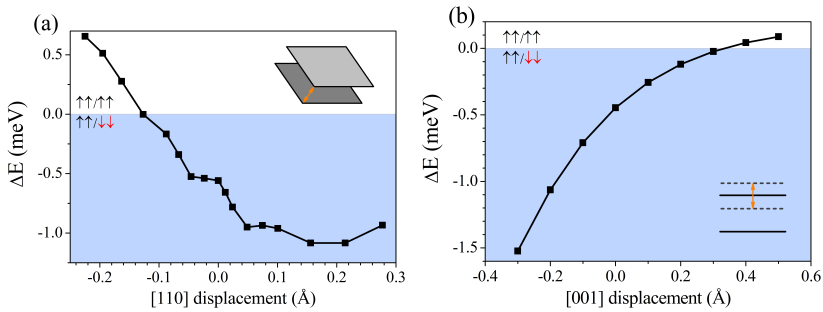 (a)
0.5
↑↑/↑↑
0.0
↑↑/↓↓
-0.5
-1.0
ΔE (meV)
-0.2 -0.1 0.0 0.1 0.2 0.3
[110] displacement (Å)
(b)
↑↑/↑↑
0.0
↑↑/↓↓
-0.5
-1.0
-1.5
ΔE (meV)
-0.4 -0.2 0.0 0.2 0.4 0.6
[001] displacement (Å)